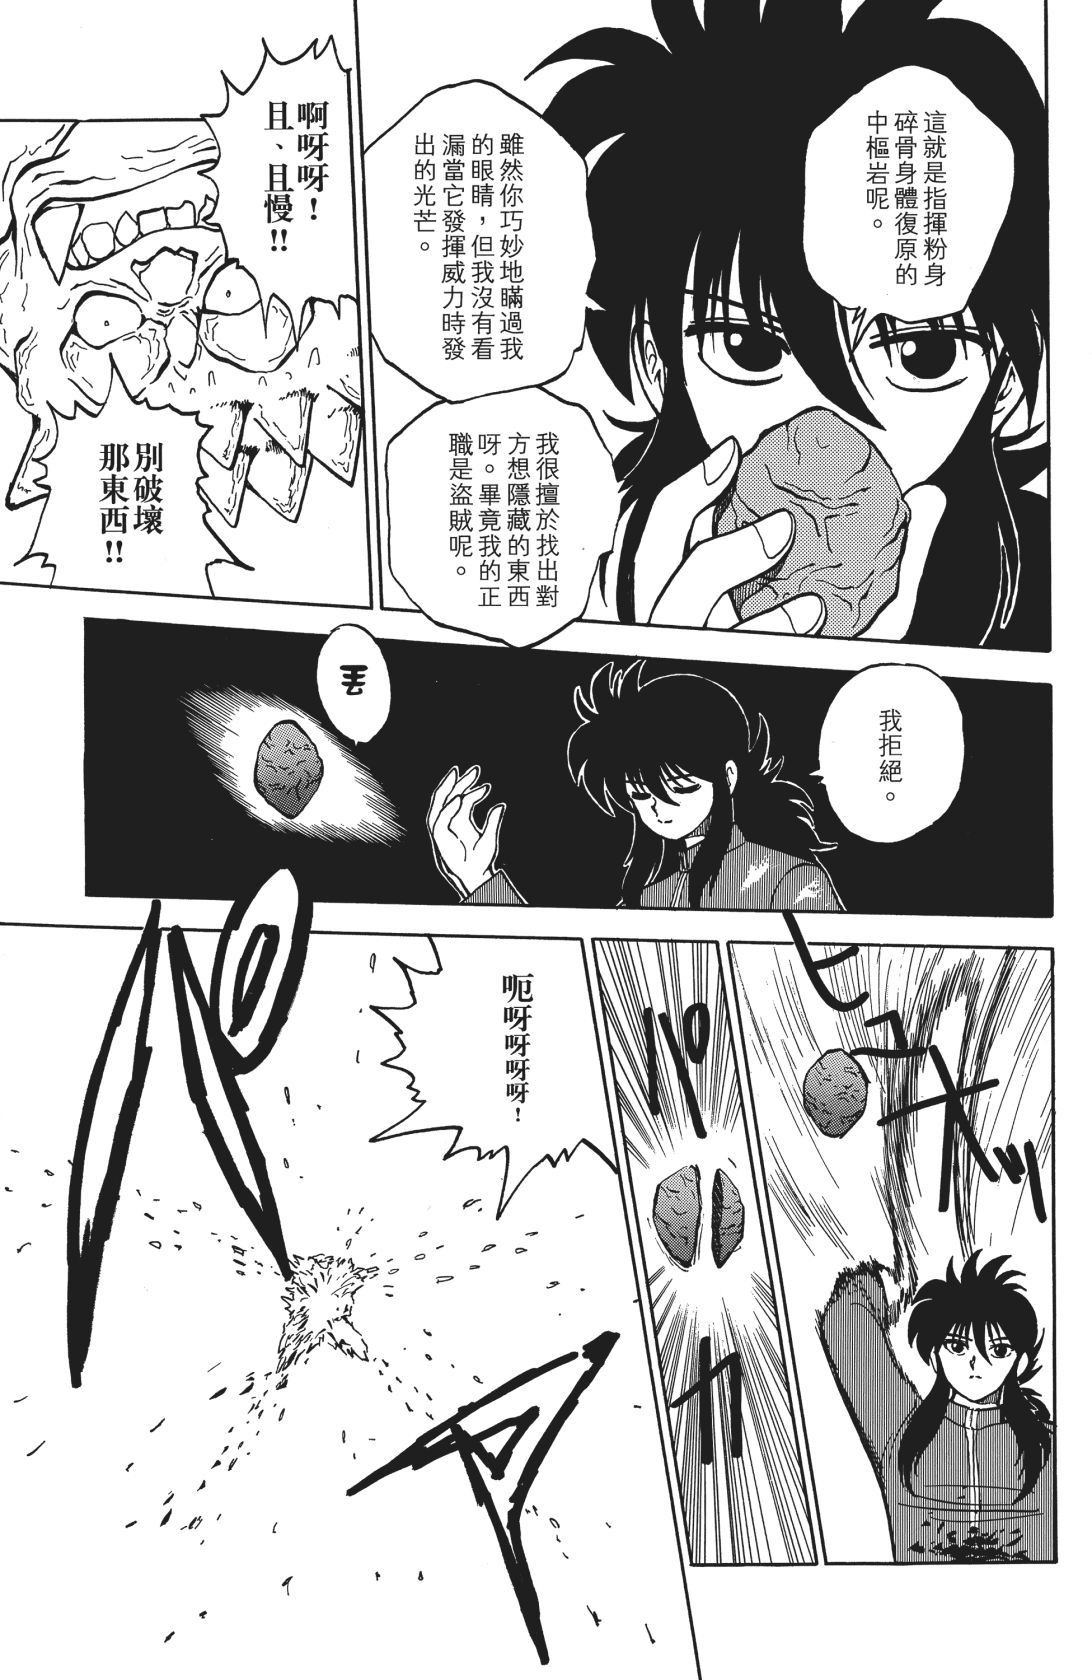 這就是指揮粉身
碎骨身體復原的
中樞岩呢。
雖然你巧妙地瞞過我
的眼睛，但我沒有看
漏當它發揮威力時發
出的光芒。
我很擅於找出對
方想隱藏的東西
呀。畢竟我的正
職是盜賊呢。
啊呀呀！
且、且慢!!
別破壞
那東西!!
我拒絕。
丟
ヒュオッ
パカ
呃呀呀呀呀！
パァ